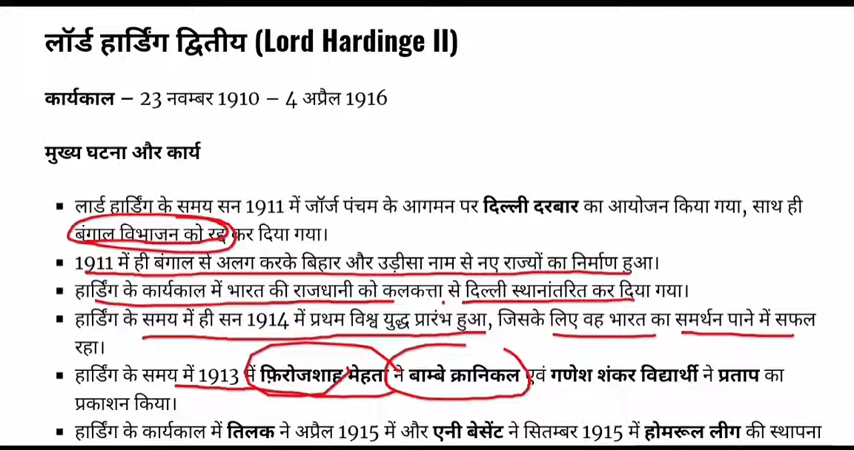 लॉर्ड हार्डिंग द्वितीय (Lord Hardinge II)
कार्यकाल – 23 नवम्बर 1910 – 4 अप्रैल 1916
मुख्य घटना और कार्य
▪ लार्ड हार्डिंग के समय सन 1911 में जॉर्ज पंचम के आगमन पर दिल्ली दरबार का आयोजन किया गया, साथ ही
बंगाल विभाजन को रद्द कर दिया गया।
▪ 1911 में ही बंगाल से अलग करके बिहार और उड़ीसा नाम से नए राज्यों का निर्माण हुआ।
▪ हार्डिंग के कार्यकाल में भारत की राजधानी को कलकत्ता से दिल्ली स्थानांतरित कर दिया गया।
▪ हार्डिंग के समय में ही सन 1914 में प्रथम विश्व युद्ध प्रारंभ हुआ, जिसके लिए वह भारत का समर्थन पाने में सफल
रहा।
▪ हार्डिंग के समय में 1913 में फ़िरोजशाह मेहता ने बाम्बे क्रानिकल एवं गणेश शंकर विद्यार्थी ने प्रताप का
प्रकाशन किया।
▪ हार्डिंग के कार्यकाल में तिलक ने अप्रैल 1915 में और एनी बेसेंट ने सितम्बर 1915 में होमरूल लीग की स्थापना